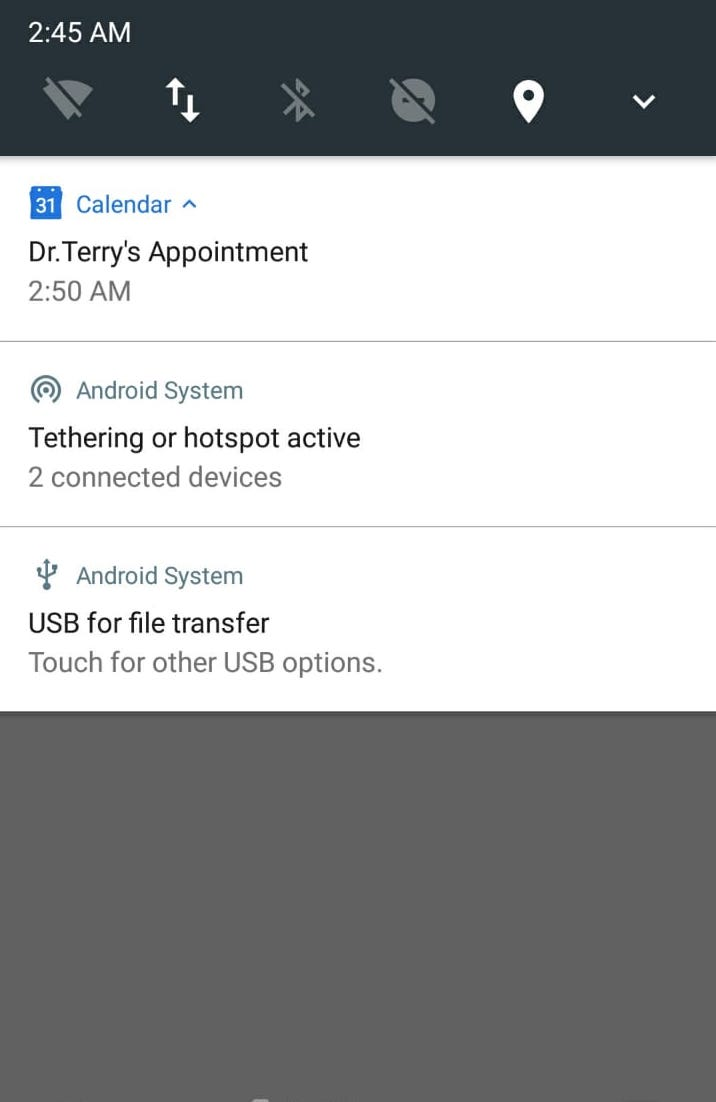 2:45 AM
31 Calendar
Dr.Terry's Appointment
2:50 AM
Android System
Tethering or hotspot active
2 connected devices
Android System
USB for file transfer
Touch for other USB options.